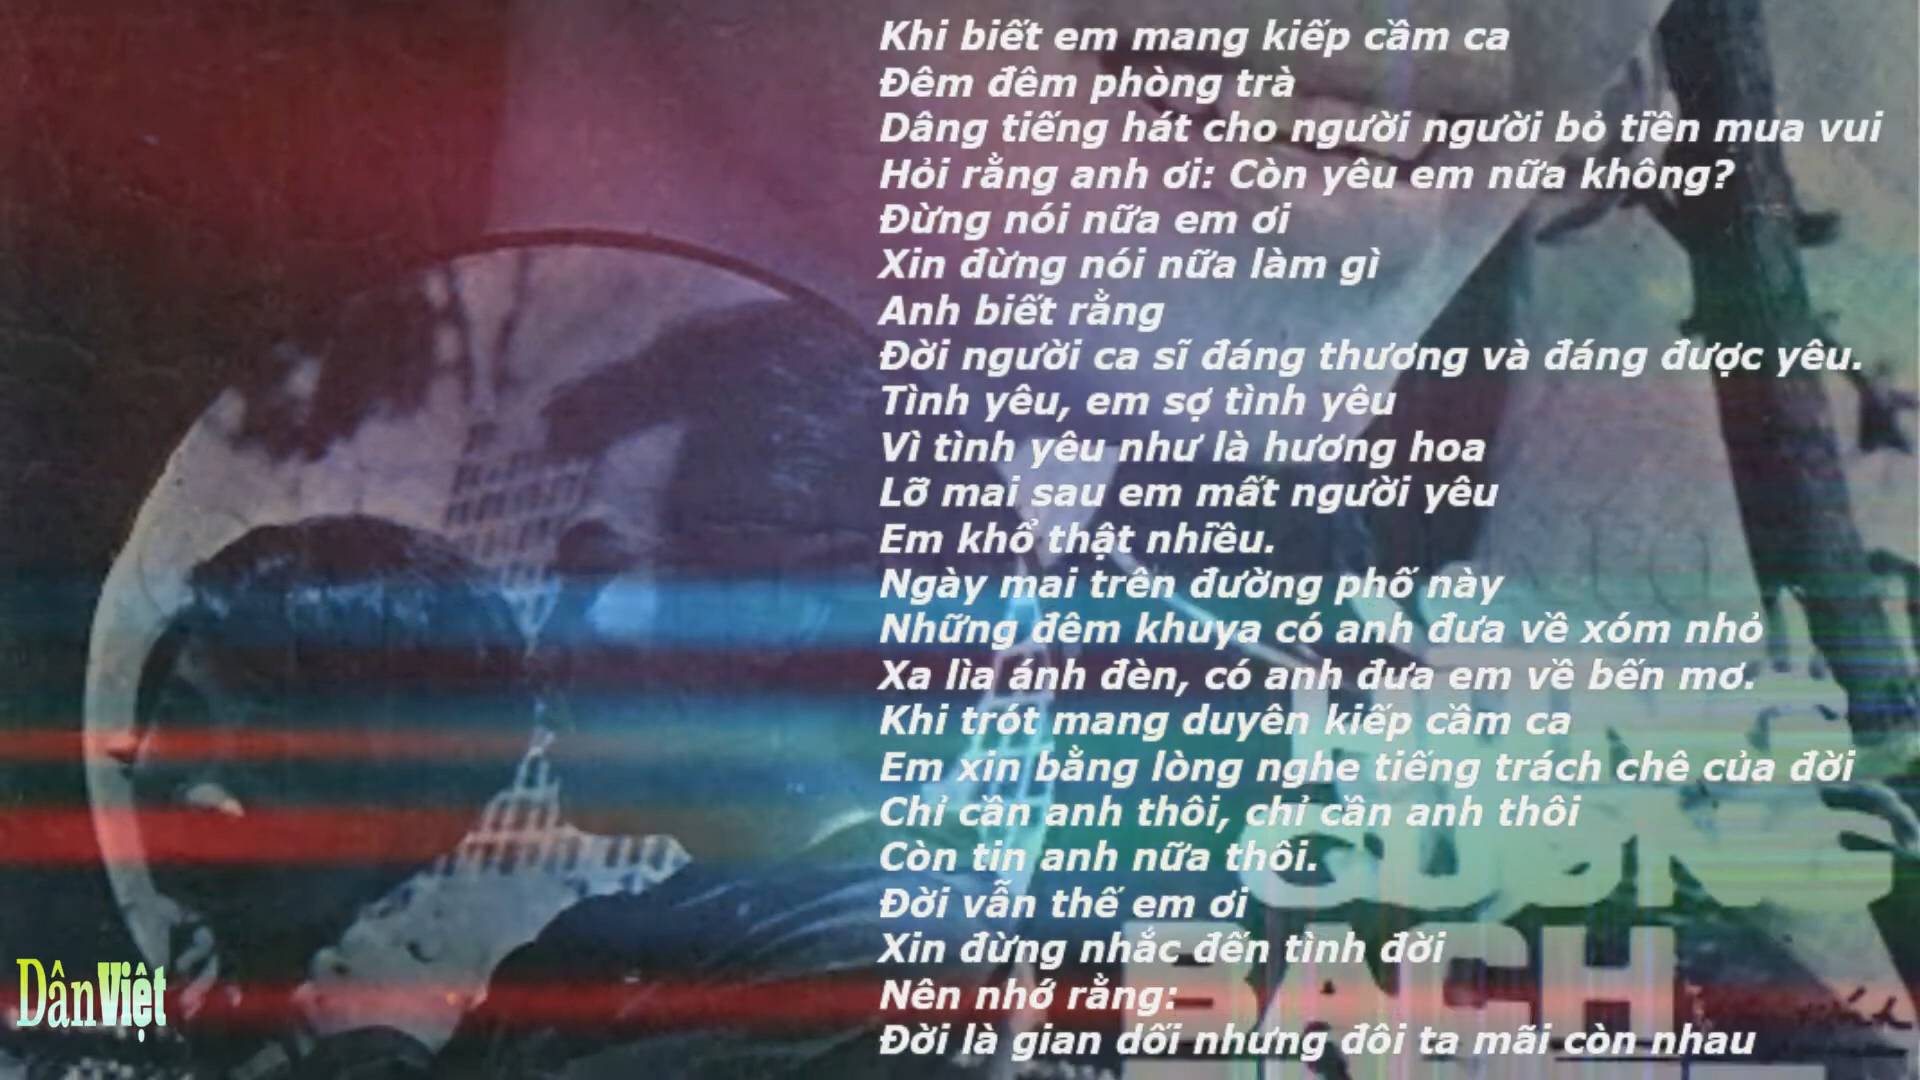 Khi biết em mang kiếp cầm ca
Đêm đêm phòng trà
Dâng tiếng hát cho người người bỏ tiền mua vui
Hỏi rằng anh ơi: Còn yêu em nữa không?
Đừng nói nữa em ơi
Xin đừng nói nữa làm gì
Anh biết rằng
Đời người ca sĩ đáng thương và đáng được yêu.
Tình yêu, em sợ tình yêu
Vì tình yêu như là hương hoa
Lỡ mai sau em mất người yêu
Em khổ thật nhiều.
Ngày mai trên đường phố này
Những đêm khuya có anh đưa về xóm nhỏ
Xa lìa ánh đèn, có anh đưa em về bến mơ.
Khi trót mang duyên kiếp cầm ca
Em xin bằng lòng nghe tiếng trách chê của đời
Chỉ cần anh thôi, chỉ cần anh thôi
Còn tin anh nữa thôi.
Đời vẫn thế em ơi
Xin đừng nhắc đến tình đời
Nên nhớ rằng:
Đời là gian dối nhưng đôi ta mãi còn nhau
DânViệt
BACH